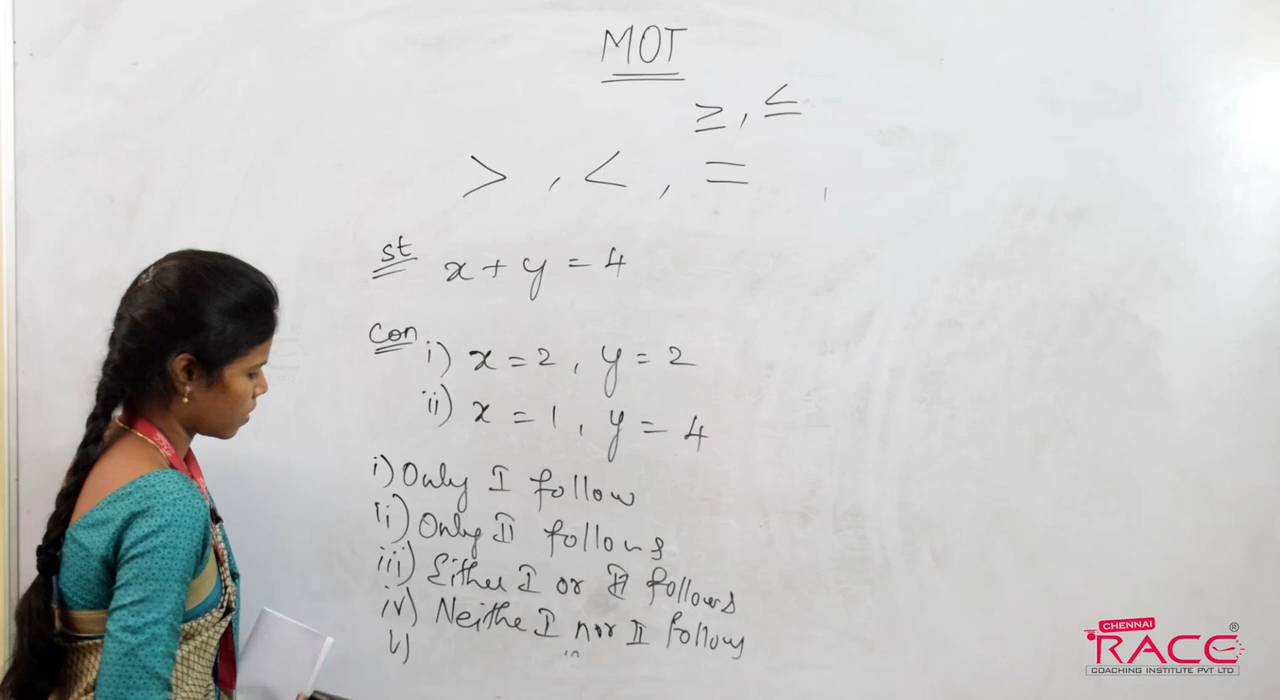 MOT
≥, ≤
>, <, =,
st x + y = 4
con i) x = 2, y = 2
ii) x = 1, y = 4
i) Only I follow
ii) Only II follows
iii) Either I or II follows
iv) Neithe I nor II follows
v)
CHENNAI
RACE ®
COACHING INSTITUTE PVT LTD